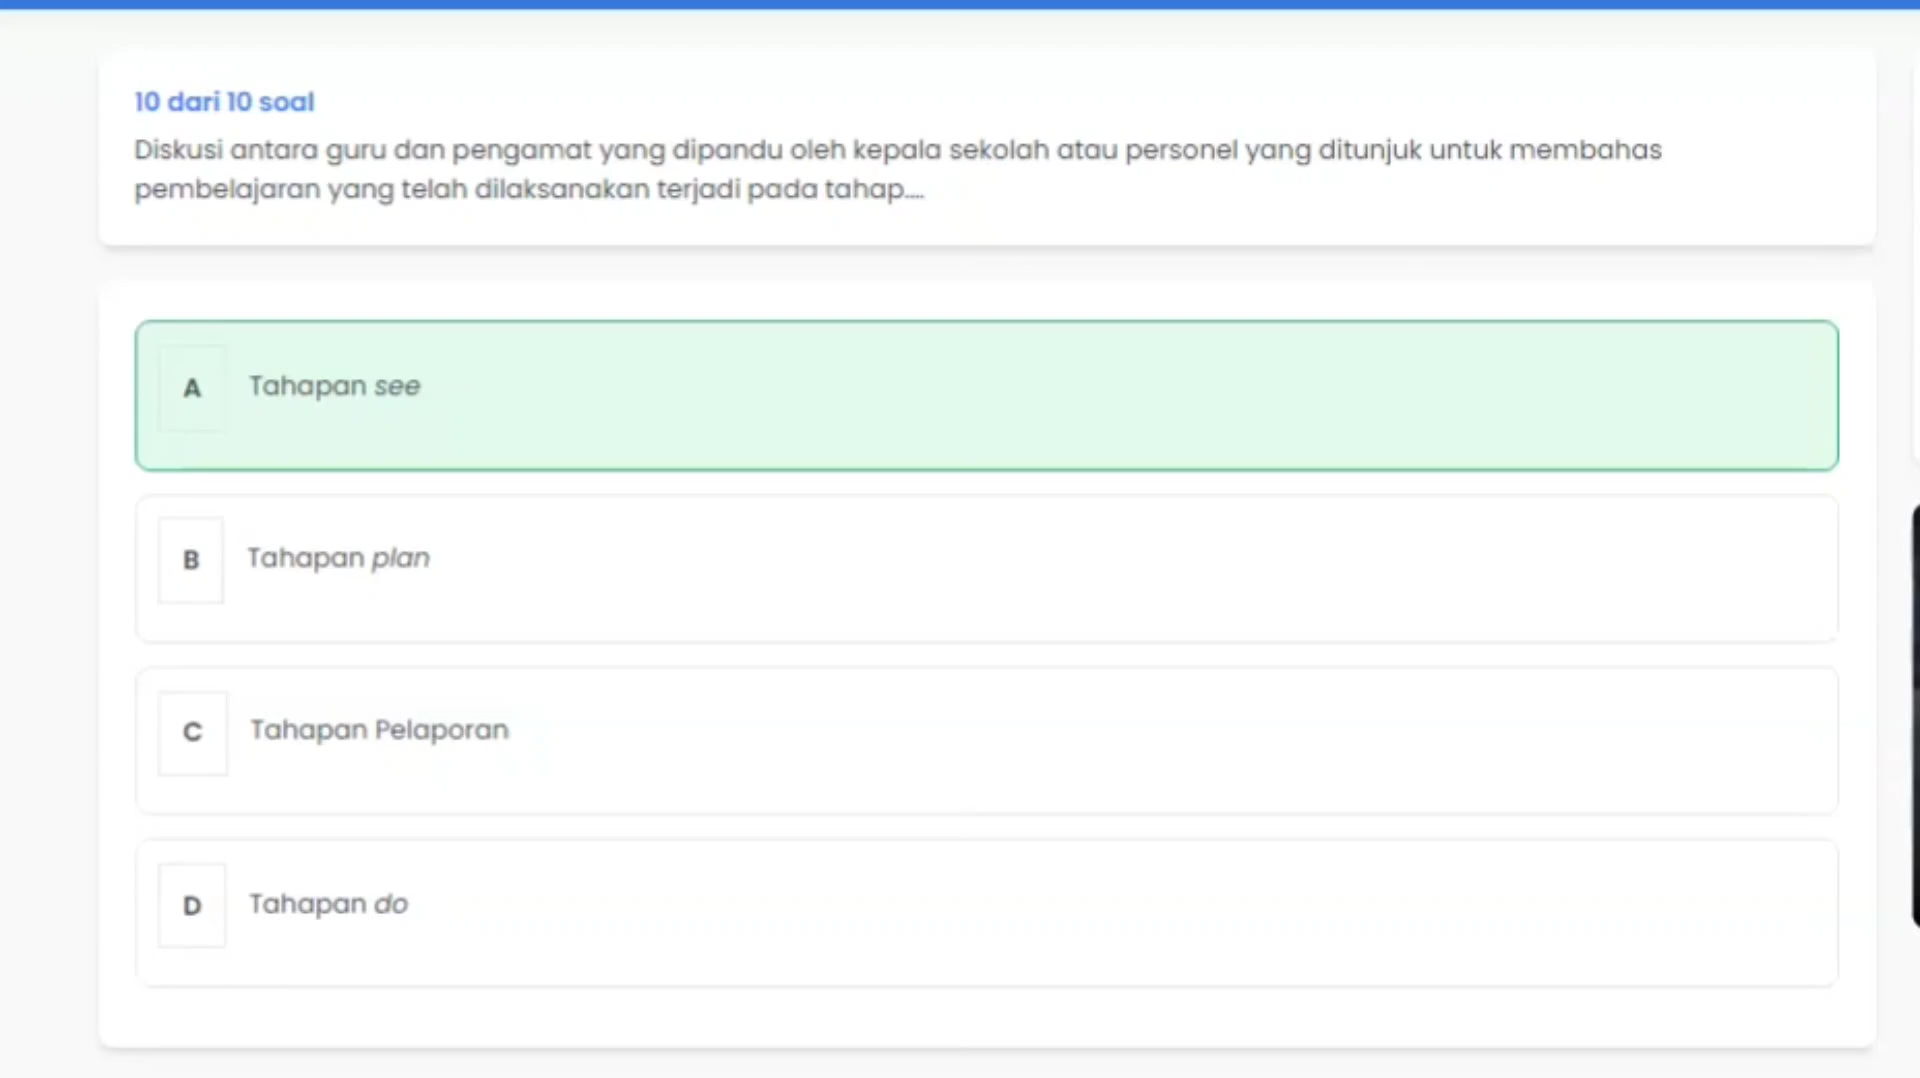 10 dari 10 soal
Diskusi antara guru dan pengamat yang dipandu oleh kepala sekolah atau personel yang ditunjuk untuk membahas
pembelajaran yang telah dilaksanakan terjadi pada tahap....
A Tahapan see
B Tahapan plan
C Tahapan Pelaporan
D Tahapan do